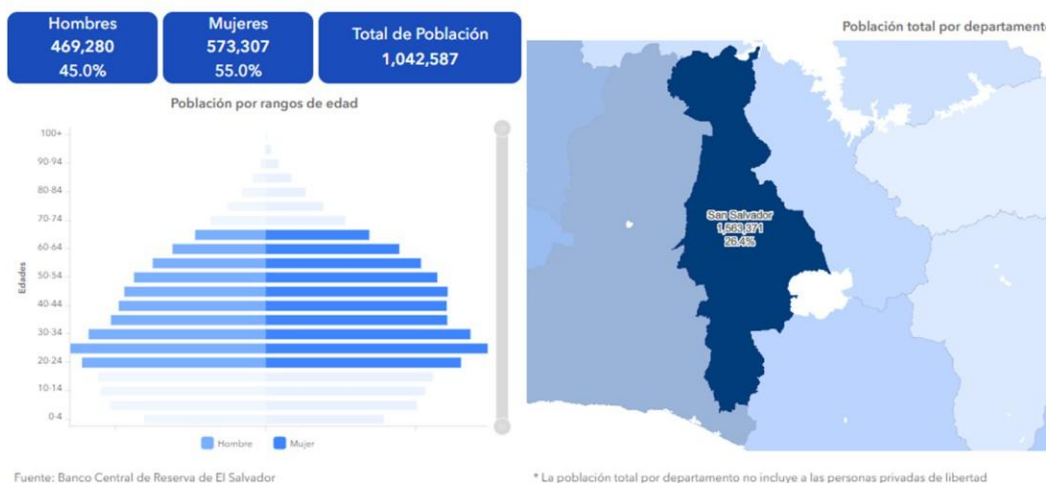 Hombres
469,280
45.0%
Mujeres
573,307
55.0%
Total de Población
1,042,587
Población por rangos de edad
100+
90-94
80-84
70-74
60-64
50-54
40-44
30-34
20-24
10-14
0-4
Edades
Hombre
Mujer
Fuente: Banco Central de Reserva de El Salvador
Población total por departamento
San Salvador
1,563,371
26.4%
* La población total por departamento no incluye a las personas privadas de libertad